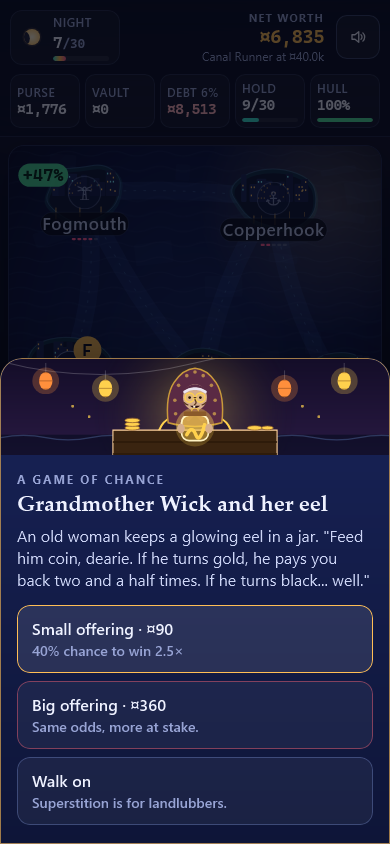 NIGHT
7/30
NET WORTH
¤6,835
Canal Runner at ¤40.0k
PURSE
¤1,776
VAULT
¤0
DEBT 6%
¤8,513
HOLD
9/30
HULL
100%
+47%
Fogmouth
Copperhook
F
A GAME OF CHANCE
Grandmother Wick and her eel
An old woman keeps a glowing eel in a jar. "Feed
him coin, dearie. If he turns gold, he pays you
back two and a half times. If he turns black... well."
Small offering · ¤90
40% chance to win 2.5×
Big offering · ¤360
Same odds, more at stake.
Walk on
Superstition is for landlubbers.